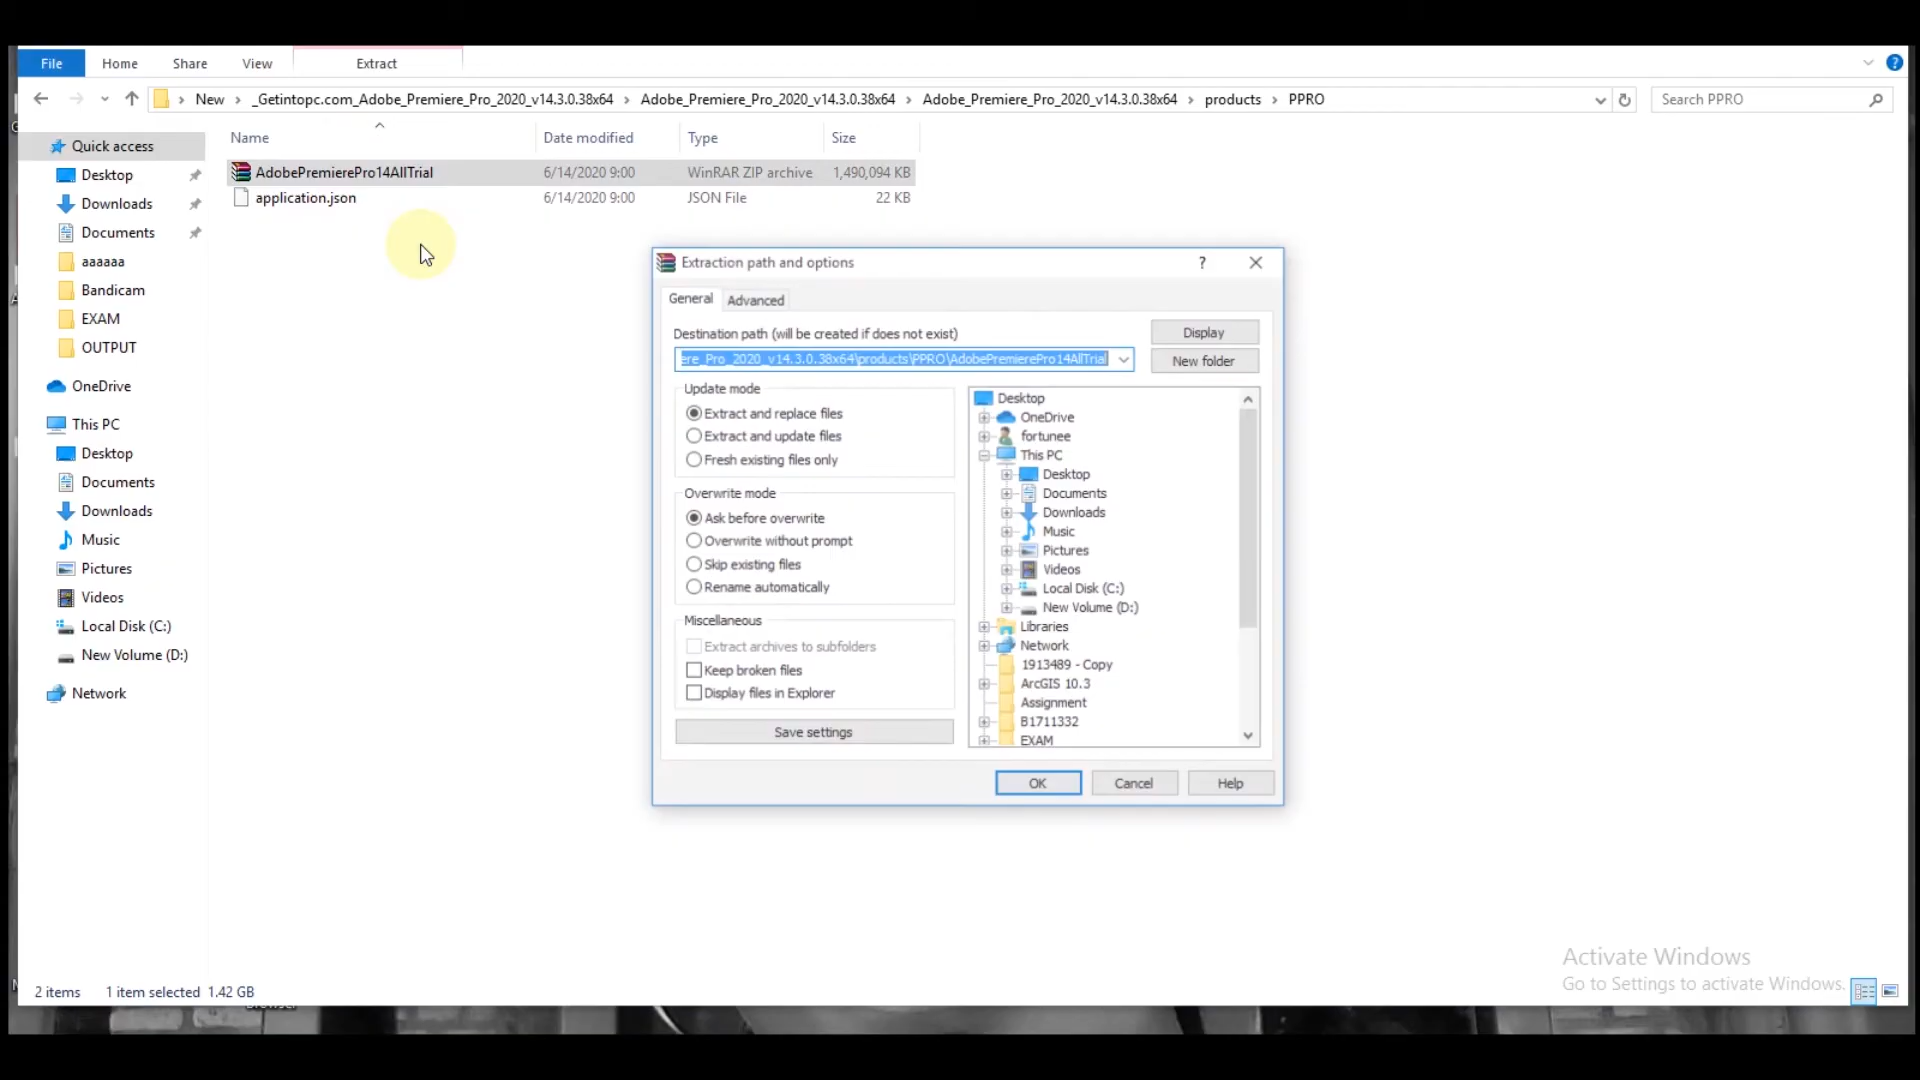 File Home Share View Extract
New _Getintopc.com_Adobe_Premiere_Pro_2020_v14.3.0.38x64 Adobe_Premiere_Pro_2020_v14.3.0.38x64 Adobe_Premiere_Pro_2020_v14.3.0.38x64 products PPRO Search PPRO
Name Date modified Type Size
AdobePremierePro14AllTrial 6/14/2020 9:00 WinRAR ZIP archive 1,490,094 KB
application.json 6/14/2020 9:00 JSON File 22 KB
Quick access
Desktop
Downloads
Documents
aaaaaa
Bandicam
EXAM
OUTPUT
OneDrive
This PC
Desktop
Documents
Downloads
Music
Pictures
Videos
Local Disk (C:)
New Volume (D:)
Network
Extraction path and options ?
General Advanced
Destination path (will be created if does not exist)
Display
ere_Pro_2020_v14.3.0.38x64\products\PPRO\AdobePremierePro14AllTrial
New folder
Update mode
Extract and replace files
Extract and update files
Fresh existing files only
Overwrite mode
Ask before overwrite
Overwrite without prompt
Skip existing files
Rename automatically
Miscellaneous
Extract archives to subfolders
Keep broken files
Display files in Explorer
Save settings
Desktop
OneDrive
fortunee
This PC
Desktop
Documents
Downloads
Music
Pictures
Videos
Local Disk (C:)
New Volume (D:)
Libraries
Network
1913489 - Copy
ArcGIS 10.3
Assignment
B1711332
EXAM
OK Cancel Help
Activate Windows
Go to Settings to activate Windows.
2 items 1 item selected 1.42 GB